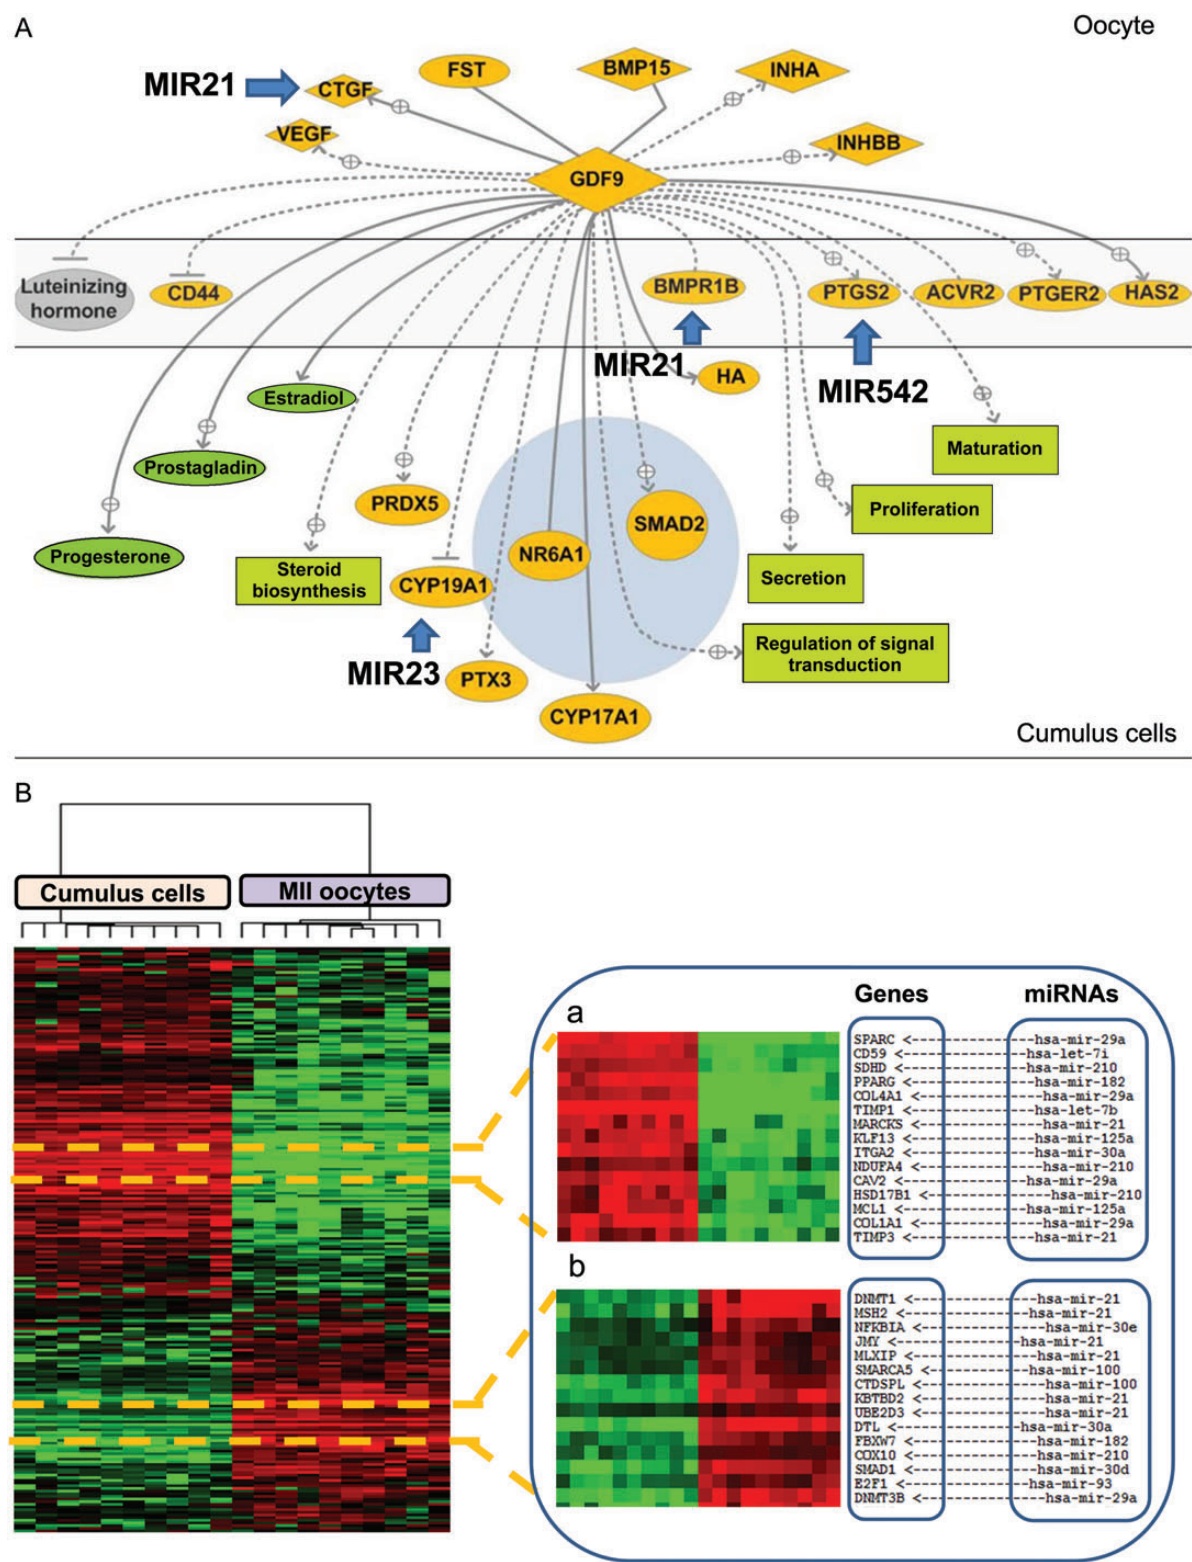 A
Oocyte
MIR21
CTGF
FST
BMP15
INHA
VEGF
INHBB
GDF9
Luteinizing
hormone
CD44
BMPR1B
PTGS2
ACVR2
PTGER2
HAS2
MIR21
MIR542
HA
Estradiol
Prostagladin
Progesterone
Maturation
Proliferation
PRDX5
SMAD2
NR6A1
Steroid
biosynthesis
CYP19A1
Secretion
MIR23
PTX3
CYP17A1
Regulation of signal
transduction
Cumulus cells
B
Cumulus cells
MII oocytes
a
Genes
miRNAs
SPARC <------------hsa-mir-29a
CD59 <------------hsa-let-7i
SDHD <------------hsa-mir-210
PPARG <------------hsa-mir-182
COL4A1 <------------hsa-mir-29a
TIMP1 <------------hsa-let-7b
MARCKS <------------hsa-mir-21
KLF13 <------------hsa-mir-125a
ITGA2 <------------hsa-mir-30a
NDUFA4 <------------hsa-mir-210
CAV2 <------------hsa-mir-29a
HSD17B1 <------------hsa-mir-210
MCL1 <------------hsa-mir-125a
COL1A1 <------------hsa-mir-29a
TIMP3 <------------hsa-mir-21
b
DNMT1 <------------hsa-mir-21
MSH2 <------------hsa-mir-21
NFKBIA <------------hsa-mir-30e
JMY <------------hsa-mir-21
MLXIP <------------hsa-mir-21
SMARCA5 <------------hsa-mir-100
CTDSPL <------------hsa-mir-100
KBTBD2 <------------hsa-mir-21
UBE2D3 <------------hsa-mir-21
DTL <------------hsa-mir-30a
FBXW7 <------------hsa-mir-182
COX10 <------------hsa-mir-210
SMAD1 <------------hsa-mir-30d
E2F1 <------------hsa-mir-93
DNMT3B <------------hsa-mir-29a